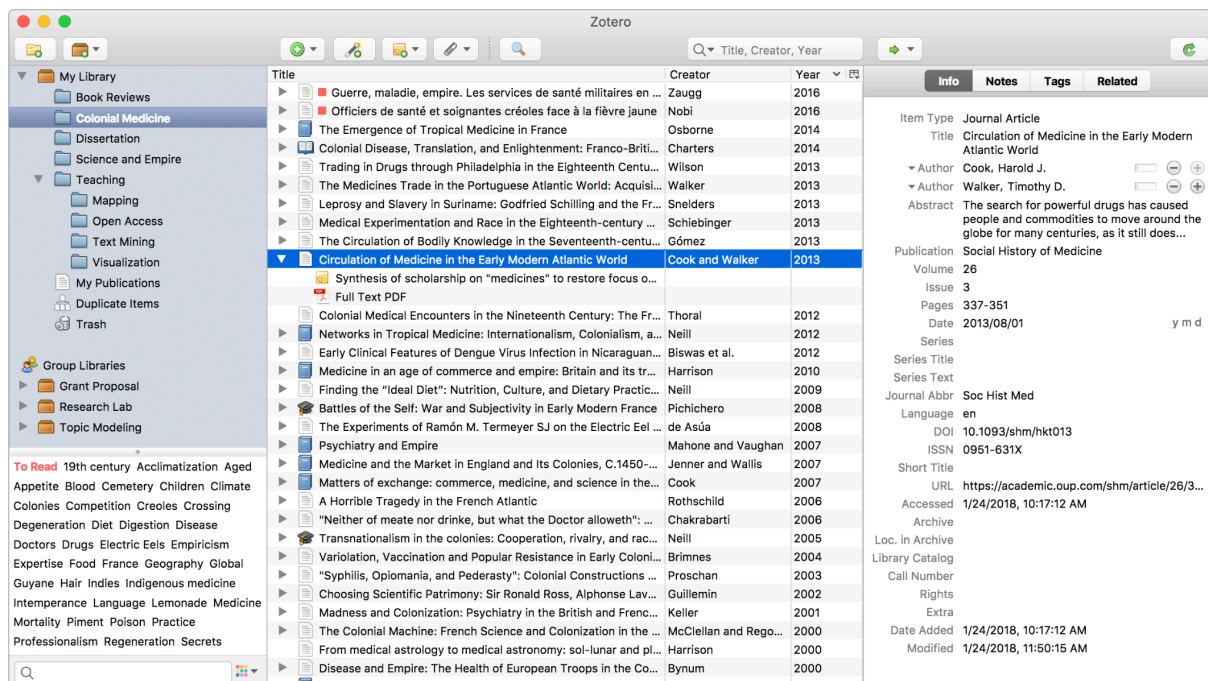 Zotero
Title, Creator, Year
My Library
Book Reviews
Colonial Medicine
Dissertation
Science and Empire
Teaching
Mapping
Open Access
Text Mining
Visualization
My Publications
Duplicate Items
Trash
Group Libraries
Grant Proposal
Research Lab
Topic Modeling
To Read 19th century Acclimatization Aged
Appetite Blood Cemetery Children Climate
Colonies Competition Creoles Crossing
Degeneration Diet Digestion Disease
Doctors Drugs Electric Eels Empiricism
Expertise Food France Geography Global
Guyane Hair Indies Indigenous medicine
Intemperance Language Lemonade Medicine
Mortality Piment Poison Practice
Professionalism Regeneration Secrets
Title Creator Year
Guerre, maladie, empire. Les services de santé militaires en ... Zaugg 2016
Officiers de santé et soignantes créoles face à la fièvre jaune Nobi 2016
The Emergence of Tropical Medicine in France Osborne 2014
Colonial Disease, Translation, and Enlightenment: Franco-Briti... Charters 2014
Trading in Drugs through Philadelphia in the Eighteenth Centu... Wilson 2013
The Medicines Trade in the Portuguese Atlantic World: Acquisi... Walker 2013
Leprosy and Slavery in Suriname: Godfried Schilling and the Fr... Snelders 2013
Medical Experimentation and Race in the Eighteenth-century ... Schiebinger 2013
The Circulation of Bodily Knowledge in the Seventeenth-centu... Gómez 2013
Circulation of Medicine in the Early Modern Atlantic World Cook and Walker 2013
Synthesis of scholarship on "medicines" to restore focus o...
Full Text PDF
Colonial Medical Encounters in the Nineteenth Century: The Fr... Thoral 2012
Networks in Tropical Medicine: Internationalism, Colonialism, a... Neill 2012
Early Clinical Features of Dengue Virus Infection in Nicaraguan... Biswas et al. 2012
Medicine in an age of commerce and empire: Britain and its tr... Harrison 2010
Finding the “Ideal Diet”: Nutrition, Culture, and Dietary Practic... Neill 2009
Battles of the Self: War and Subjectivity in Early Modern France Pichichero 2008
The Experiments of Ramón M. Termeyer SJ on the Electric Eel ... de Asúa 2008
Psychiatry and Empire Mahone and Vaughan 2007
Medicine and the Market in England and Its Colonies, C.1450-... Jenner and Wallis 2007
Matters of exchange: commerce, medicine, and science in the... Cook 2007
A Horrible Tragedy in the French Atlantic Rothschild 2006
"Neither of meate nor drinke, but what the Doctor alloweth": ... Chakrabarti 2006
Transnationalism in the colonies: Cooperation, rivalry, and rac... Neill 2005
Variolation, Vaccination and Popular Resistance in Early Coloni... Brimnes 2004
"Syphilis, Opiomania, and Pederasty": Colonial Constructions ... Proschan 2003
Choosing Scientific Patrimony: Sir Ronald Ross, Alphonse Lav... Guillemin 2002
Madness and Colonization: Psychiatry in the British and Frenc... Keller 2001
The Colonial Machine: French Science and Colonization in the ... McClellan and Rego... 2000
From medical astrology to medical astronomy: sol-lunar and pl... Harrison 2000
Disease and Empire: The Health of European Troops in the Co... Bynum 2000
Info Notes Tags Related
Item Type Journal Article
Title Circulation of Medicine in the Early Modern
Atlantic World
Author Cook, Harold J.
Author Walker, Timothy D.
Abstract The search for powerful drugs has caused
people and commodities to move around the
globe for many centuries, as it still does...
Publication Social History of Medicine
Volume 26
Issue 3
Pages 337-351
Date 2013/08/01 y m d
Series
Series Title
Series Text
Journal Abbr Soc Hist Med
Language en
DOI 10.1093/shm/hkt013
ISSN 0951-631X
Short Title
URL https://academic.oup.com/shm/article/26/3...
Accessed 1/24/2018, 10:17:12 AM
Archive
Loc. in Archive
Library Catalog
Call Number
Rights
Extra
Date Added 1/24/2018, 10:17:12 AM
Modified 1/24/2018, 11:50:15 AM